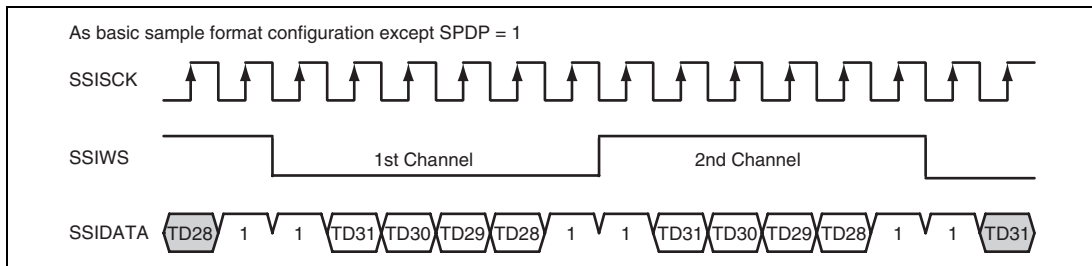 As basic sample format configuration except SPDP = 1
SSISCK
SSIWS 1st Channel 2nd Channel
SSIDATA TD28 1 1 TD31 TD30 TD29 TD28 1 1 TD31 TD30 TD29 TD28 1 1 TD31